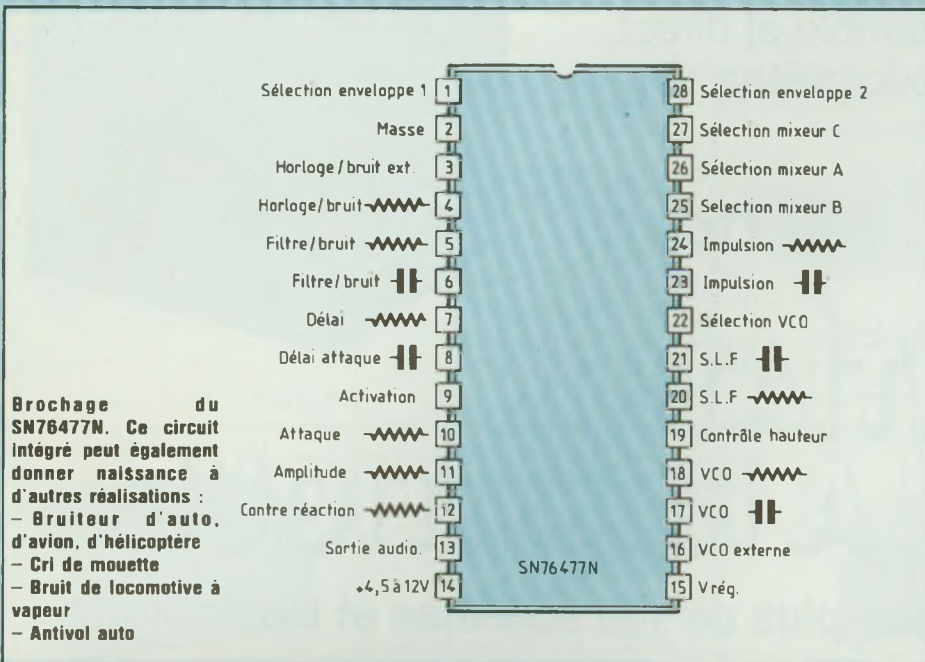 Sélection enveloppe 1 1
Masse 2
Horloge/bruit ext. 3
Horloge/bruit 4
Filtre/bruit 5
Filtre/bruit 6
Délai 7
Délai attaque 8
Activation 9
Attaque 10
Amplitude 11
Contre réaction 12
Sortie audio. 13
+4,5 à 12V 14
28 Sélection enveloppe 2
27 Sélection mixeur C
26 Sélection mixeur A
25 Selection mixeur B
24 Impulsion
23 Impulsion
22 Sélection VCO
21 S.L.F
20 S.L.F
19 Contrôle hauteur
18 VCO
17 VCO
16 VCO externe
15 V rég.
SN76477N
Brochage du
SN76477N. Ce circuit
intégré peut également
donner naissance à
d'autres réalisations :
– Bruiteur d'auto,
d'avion, d'hélicoptére
– Cri de mouette
– Bruit de locomotive à
vapeur
– Antivol auto